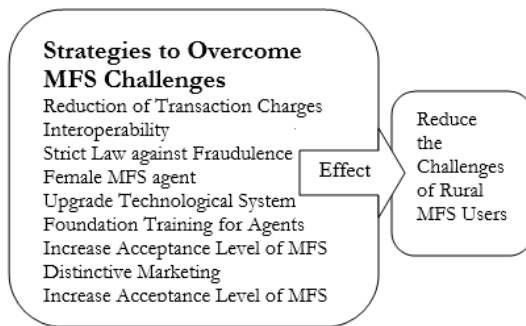 Strategies to Overcome
MFS Challenges
Reduction of Transaction Charges
Interoperability
Strict Law against Fraudulence
Female MFS agent
Upgrade Technological System
Foundation Training for Agents
Increase Acceptance Level of MFS
Distinctive Marketing
Increase Acceptance Level of MFS
Effect
Reduce
the
Challenges
of Rural
MFS Users